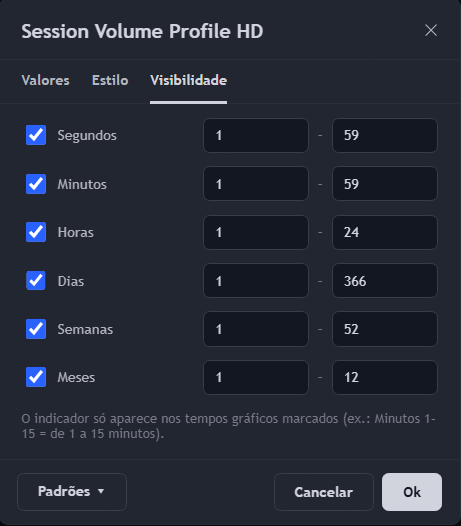 Session Volume Profile HD
Valores Estilo Visibilidade
Segundos 1 - 59
Minutos 1 - 59
Horas 1 - 24
Dias 1 - 366
Semanas 1 - 52
Meses 1 - 12
O indicador só aparece nos tempos gráficos marcados (ex.: Minutos 1-
15 = de 1 a 15 minutos).
Padrões Cancelar Ok